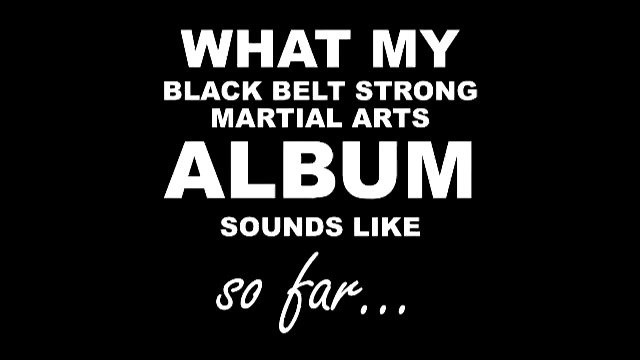 WHAT MY
BLACK BELT STRONG
MARTIAL ARTS
ALBUM
SOUNDS LIKE
so far...